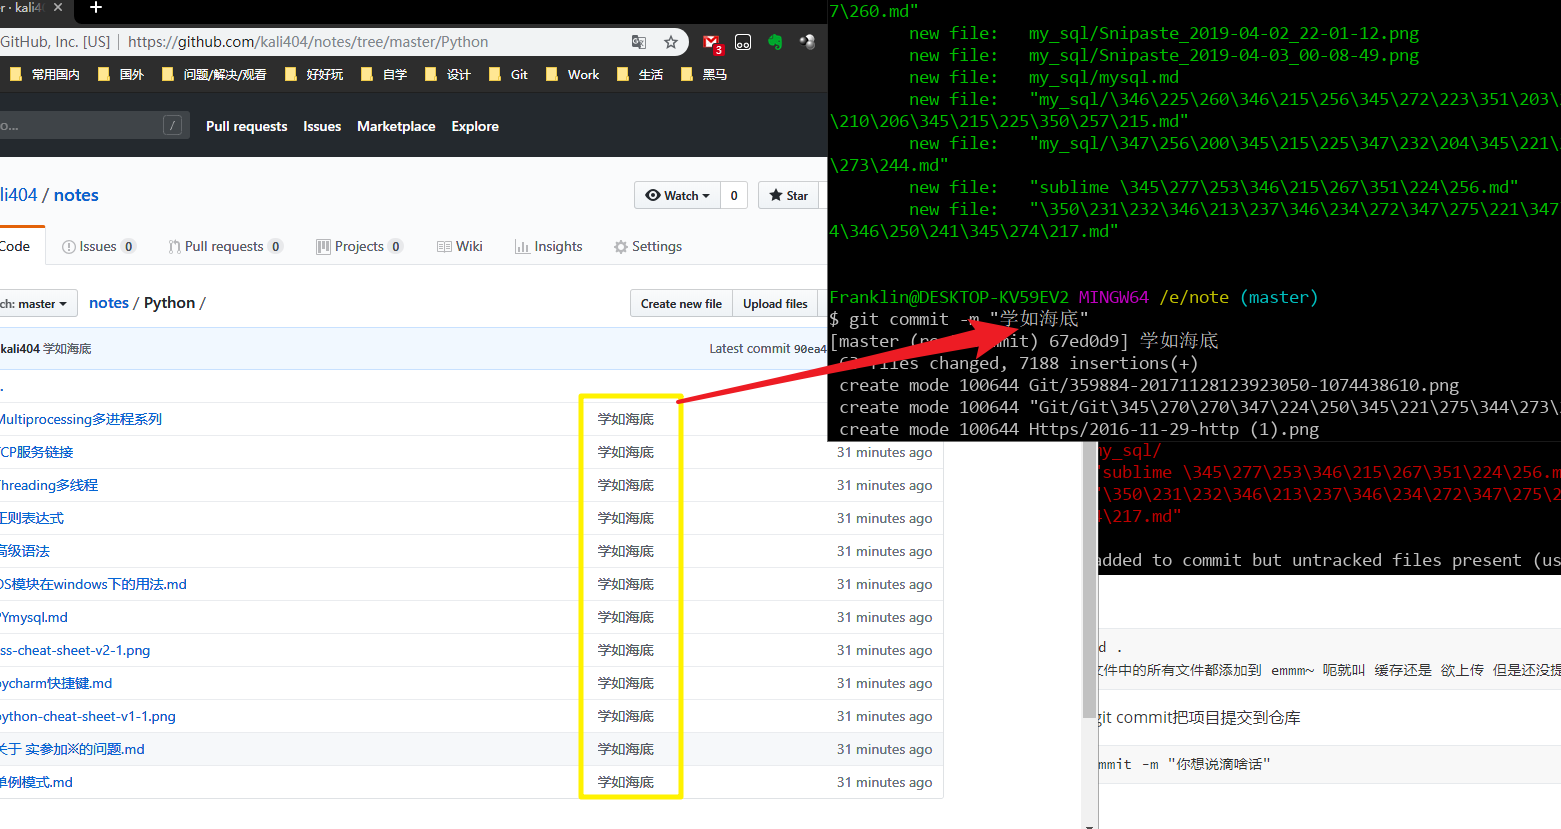 er · kali4
GitHub, Inc. [US] | https://github.com/kali404/notes/tree/master/Python
3
常用国内 国外 问题/解决/观看 好好玩 自学 设计 Git Work 生活 黑马
o... / Pull requests Issues Marketplace Explore
li404 / notes
Watch 0 Star
Code Issues 0 Pull requests 0 Projects 0 Wiki Insights Settings
ch: master notes / Python / Create new file Upload files
kali404 学如海底 Latest commit 90ea4
.
Multiprocessing多进程系列 学如海底
TCP服务链接 学如海底 31 minutes ago
Threading多线程 学如海底 31 minutes ago
正则表达式 学如海底 31 minutes ago
高级语法 学如海底 31 minutes ago
OS模块在windows下的用法.md 学如海底 31 minutes ago
PYmysql.md 学如海底 31 minutes ago
ss-cheat-sheet-v2-1.png 学如海底 31 minutes ago
pycharm快捷键.md 学如海底 31 minutes ago
python-cheat-sheet-v1-1.png 学如海底 31 minutes ago
关于 实参加※的问题.md 学如海底 31 minutes ago
单例模式.md 学如海底 31 minutes ago
7\260.md"
new file: my_sql/Snipaste_2019-04-02_22-01-12.png
new file: my_sql/Snipaste_2019-04-03_00-08-49.png
new file: my_sql/mysql.md
new file: "my_sql/\346\225\260\346\215\256\345\272\223\351\203\
\210\206\345\215\225\350\257\215.md"
new file: "my_sql/\347\256\200\345\215\225\347\232\204\345\221\
\273\244.md"
new file: "sublime \345\277\253\346\215\267\351\224\256.md"
new file: "\350\231\232\346\213\237\346\234\272\347\275\221\347
4\346\250\241\345\274\217.md"
Franklin@DESKTOP-KV59EV2 MINGW64 /e/note (master)
$ git commit -m "学如海底"
[master (ro mmit) 67ed0d9] 学如海底
files changed, 7188 insertions(+)
create mode 100644 Git/359884-20171128123923050-1074438610.png
create mode 100644 "Git/Git\345\270\270\347\224\250\345\221\275\344\273\
create mode 100644 Https/2016-11-29-http (1).png
my_sql/
"sublime \345\277\253\346\215\267\351\224\256.m
"\350\231\232\346\213\237\346\234\272\347\275\2
4\217.md"
added to commit but untracked files present (us
d .
文件中的所有文件都添加到 emmm~ 呃就叫 缓存还是 欲上传 但是还没提
git commit把项目提交到仓库
mmit -m "你想说滴啥话"